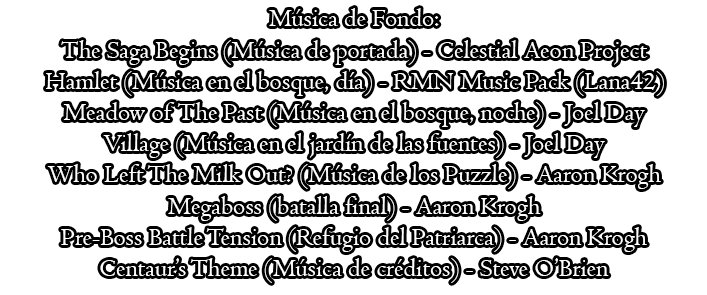 Música de Fondo:
The Saga Begins (Música de portada) - Celestial Aeon Project
Hamlet (Música en el bosque, día) - RMN Music Pack (Lana42)
Meadow of The Past (Música en el bosque, noche) - Joel Day
Village (Música en el jardín de las fuentes) - Joel Day
Who Left The Milk Out? (Música de los Puzzle) - Aaron Krogh
Megaboss (batalla final) - Aaron Krogh
Pre-Boss Battle Tension (Refugio del Patriarca) - Aaron Krogh
Centaur's Theme (Música de créditos) - Steve O'Brien